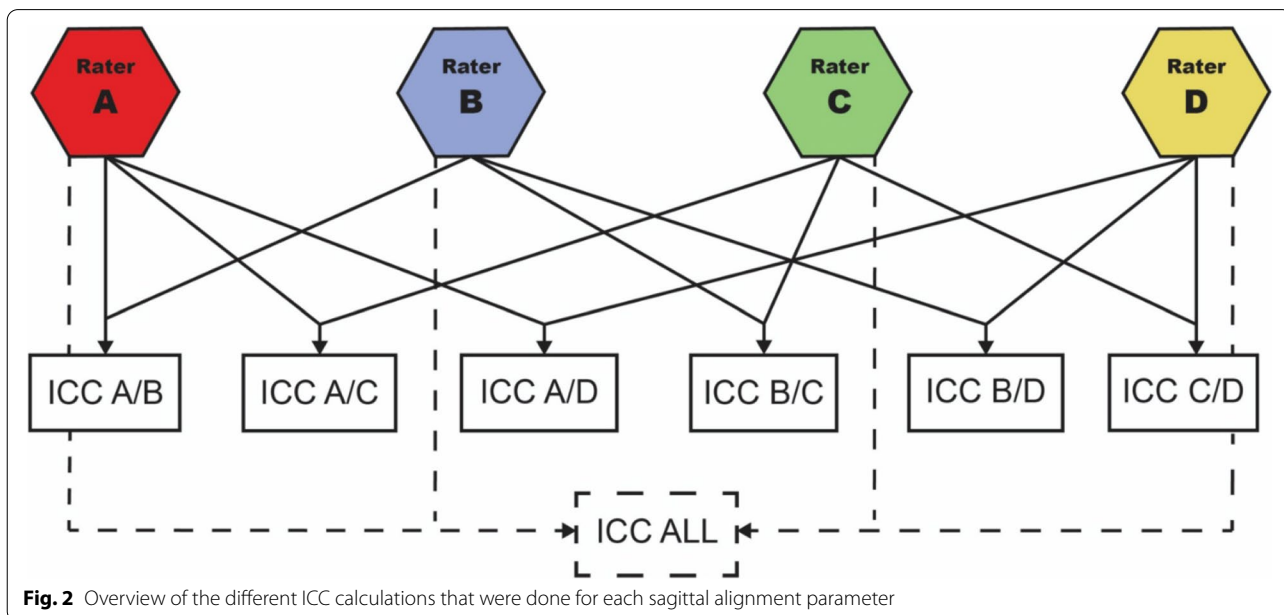 Rater
A
Rater
B
Rater
C
Rater
D
ICC A/B
ICC A/C
ICC A/D
ICC B/C
ICC B/D
ICC C/D
ICC ALL
Fig. 2 Overview of the different ICC calculations that were done for each sagittal alignment parameter